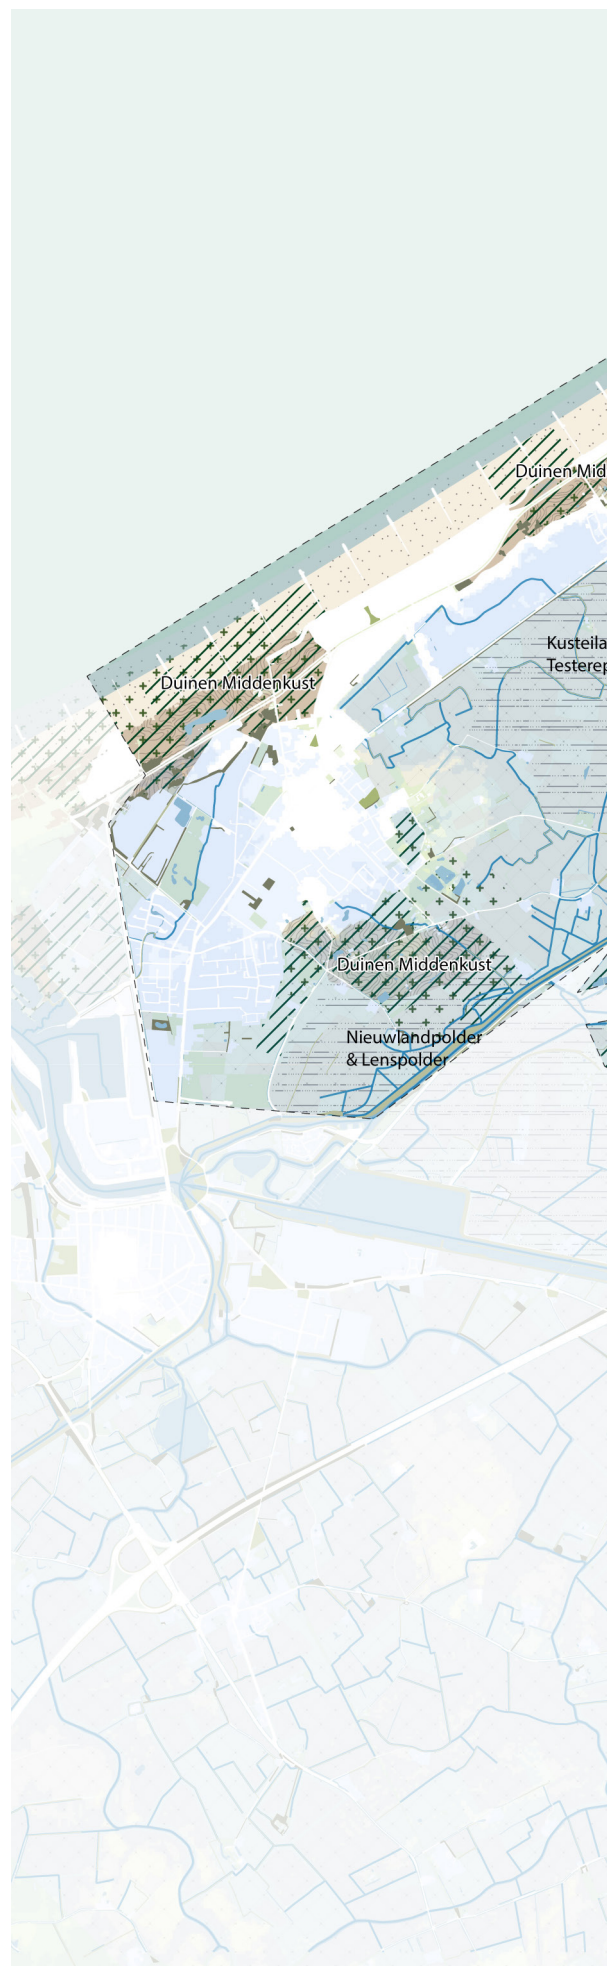 Duinen Mid
Kusteila
Testerep
Duinen Middenkust
Duinen Middenkust
Nieuwlandpolder
& Lenspolder